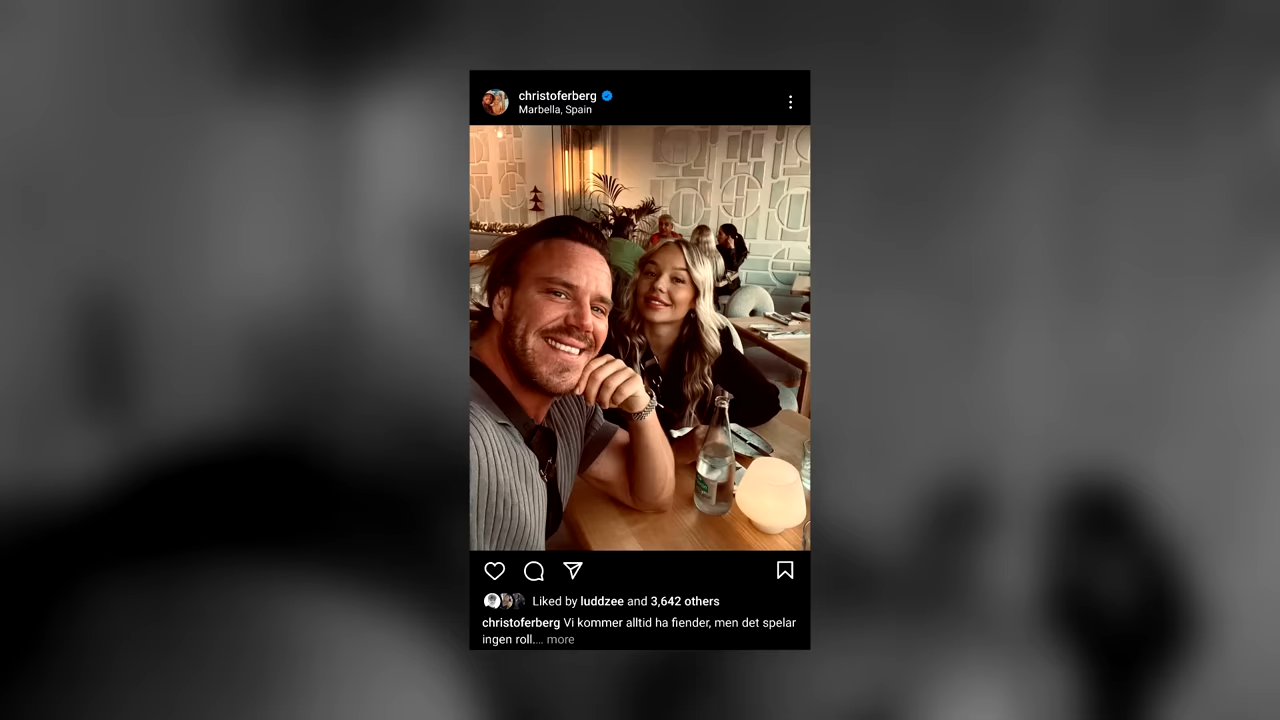 christoferberg
Marbella, Spain
Liked by luddzee and 3,642 others
christoferberg Vi kommer alltid ha fiender, men det spelar
ingen roll.... more